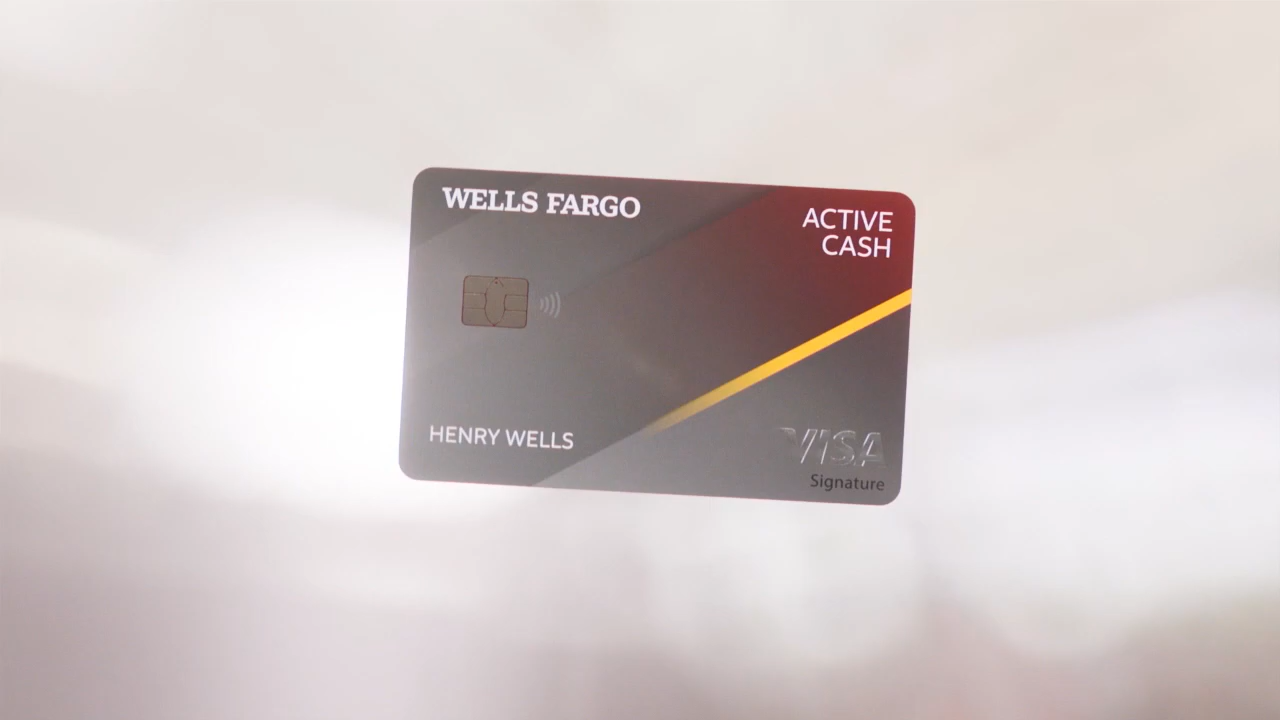 WELLS FARGO
ACTIVE
CASH
HENRY WELLS
VISA
Signature